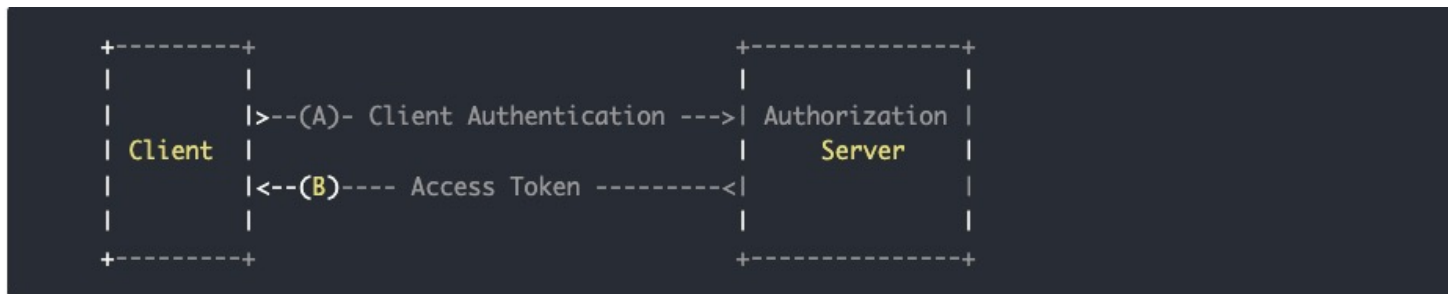 +---------+                                  +---------------+
|         |                                  |               |
|         |>--(A)- Client Authentication --->| Authorization |
| Client  |                                  |     Server    |
|         |<--(B)---- Access Token ---------<|               |
|         |                                  |               |
+---------+                                  +---------------+